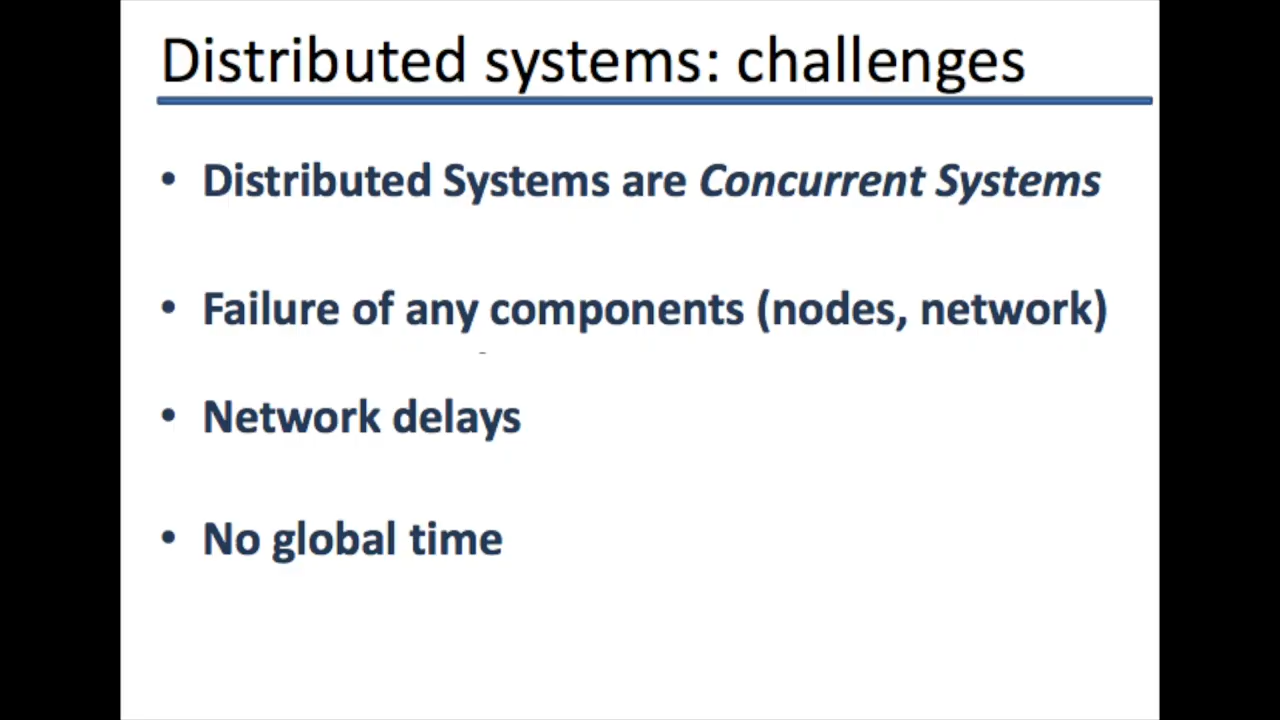 Distributed systems: challenges
• Distributed Systems are Concurrent Systems
• Failure of any components (nodes, network)
• Network delays
• No global time